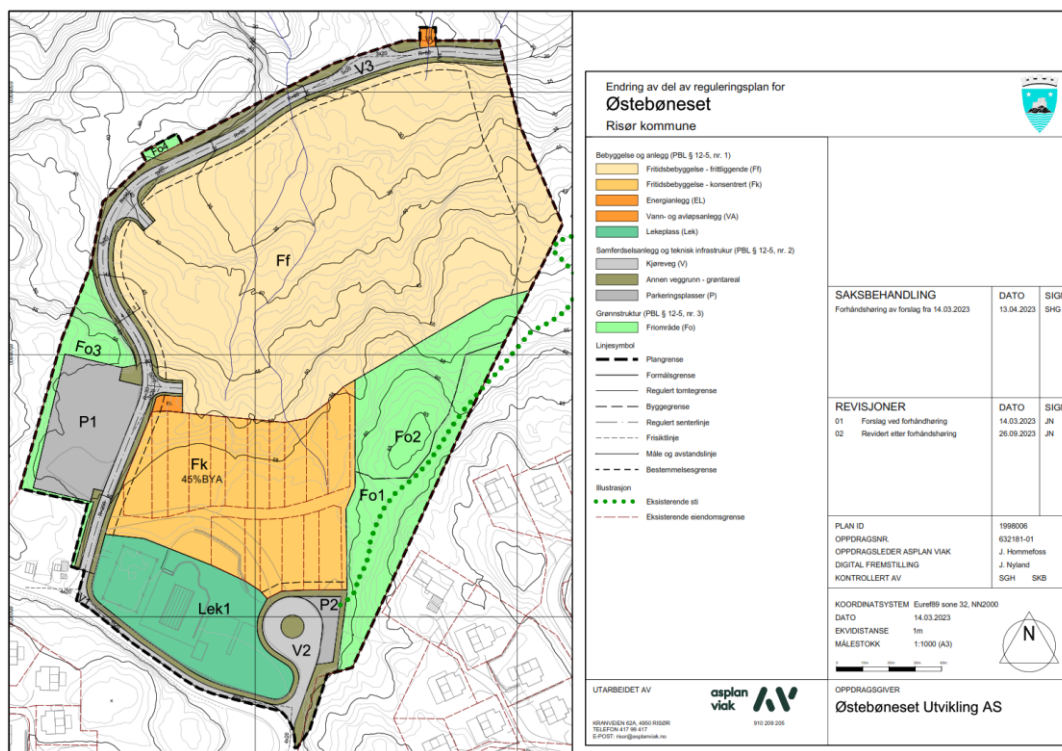 V3
Fo4
Ff
Fo3
P1
EL
Fo2
Fk
45%BYA
Fo1
Lek1
P2
V2
V1
Endring av del av reguleringsplan for
Østebøneset
Risør kommune
Bebyggelse og anlegg (PBL § 12-5, nr. 1)
Fritidsbebyggelse - frittliggende (Ff)
Fritidsbebyggelse - konsentrert (Fk)
Energianlegg (EL)
Vann- og avløpsanlegg (VA)
Lekeplass (Lek)
Samferdselsanlegg og teknisk infrastrukur (PBL § 12-5, nr. 2)
Kjøreveg (V)
Annen veggrunn - grøntareal
Parkeringsplasser (P)
Grønnstruktur (PBL § 12-5, nr. 3)
Friområde (Fo)
Linjesymbol
Plangrense
Formålsgrense
Regulert tomtegrense
Byggegrense
Regulert senterlinje
Frisiktlinje
Måle og avstandslinje
Bestemmelsesgrense
Illustrasjon
Eksisterende sti
Eksisterende eiendomsgrense
SAKSBEHANDLING DATO SIGN
Forhåndshøring av forslag fra 14.03.2023 13.04.2023 SHG
REVISJONER DATO SIGN
01 Forslag ved forhåndhøring 14.03.2023 JN
02 Revidert etter forhåndshøring 26.09.2023 JN
PLAN ID 1998006
OPPDRAGSNR. 632181-01
OPPDRAGSLEDER ASPLAN VIAK J. Hommefoss
DIGITAL FREMSTILLING J. Nyland
KONTROLLERT AV SGH SKB
KOORDINATSYSTEM Euref89 sone 32, NN2000
DATO 14.03.2023
EKVIDISTANSE 1m
MÅLESTOKK 1:1000 (A3)
N
UTARBEIDET AV
asplan
viak
KRANVEIEN 62A, 4950 RISØR
TELEFON 417 99 417
E-POST: risor@asplanviak.no
910 209 205
OPPDRAGSGIVER
Østebøneset Utvikling AS